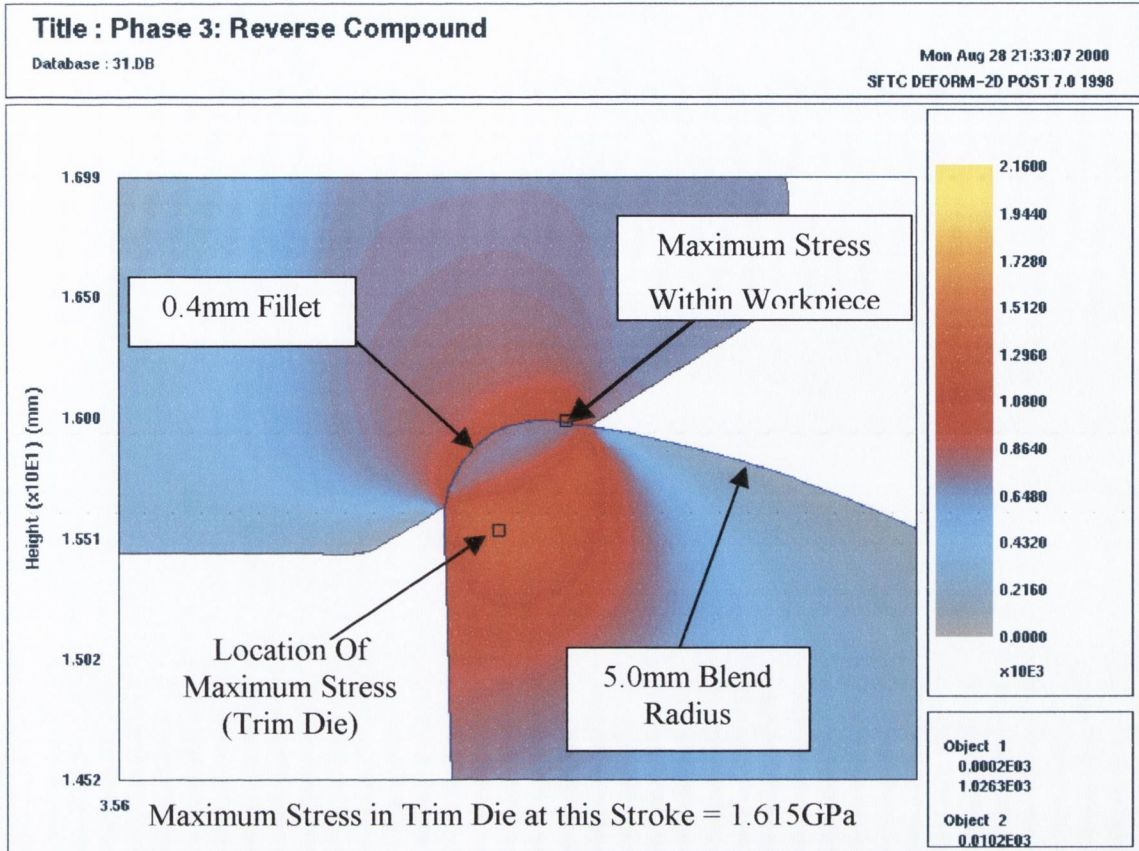 Title : Phase 3: Reverse Compound
Database : 31.DB
Mon Aug 28 21:33:07 2000
SFTC DEFORM-2D POST 7.0 1998
Height (x10E1) (mm)
1.699
1.650
1.600
1.551
1.502
1.452
3.56
0.4mm Fillet
Maximum Stress
Within Workpiece
Location Of
Maximum Stress
(Trim Die)
5.0mm Blend
Radius
Maximum Stress in Trim Die at this Stroke = 1.615GPa
2.1600
1.9440
1.7280
1.5120
1.2960
1.0800
0.8640
0.6480
0.4320
0.2160
0.0000
x10E3
Object 1
0.0002E03
1.0263E03
Object 2
0.0102E03